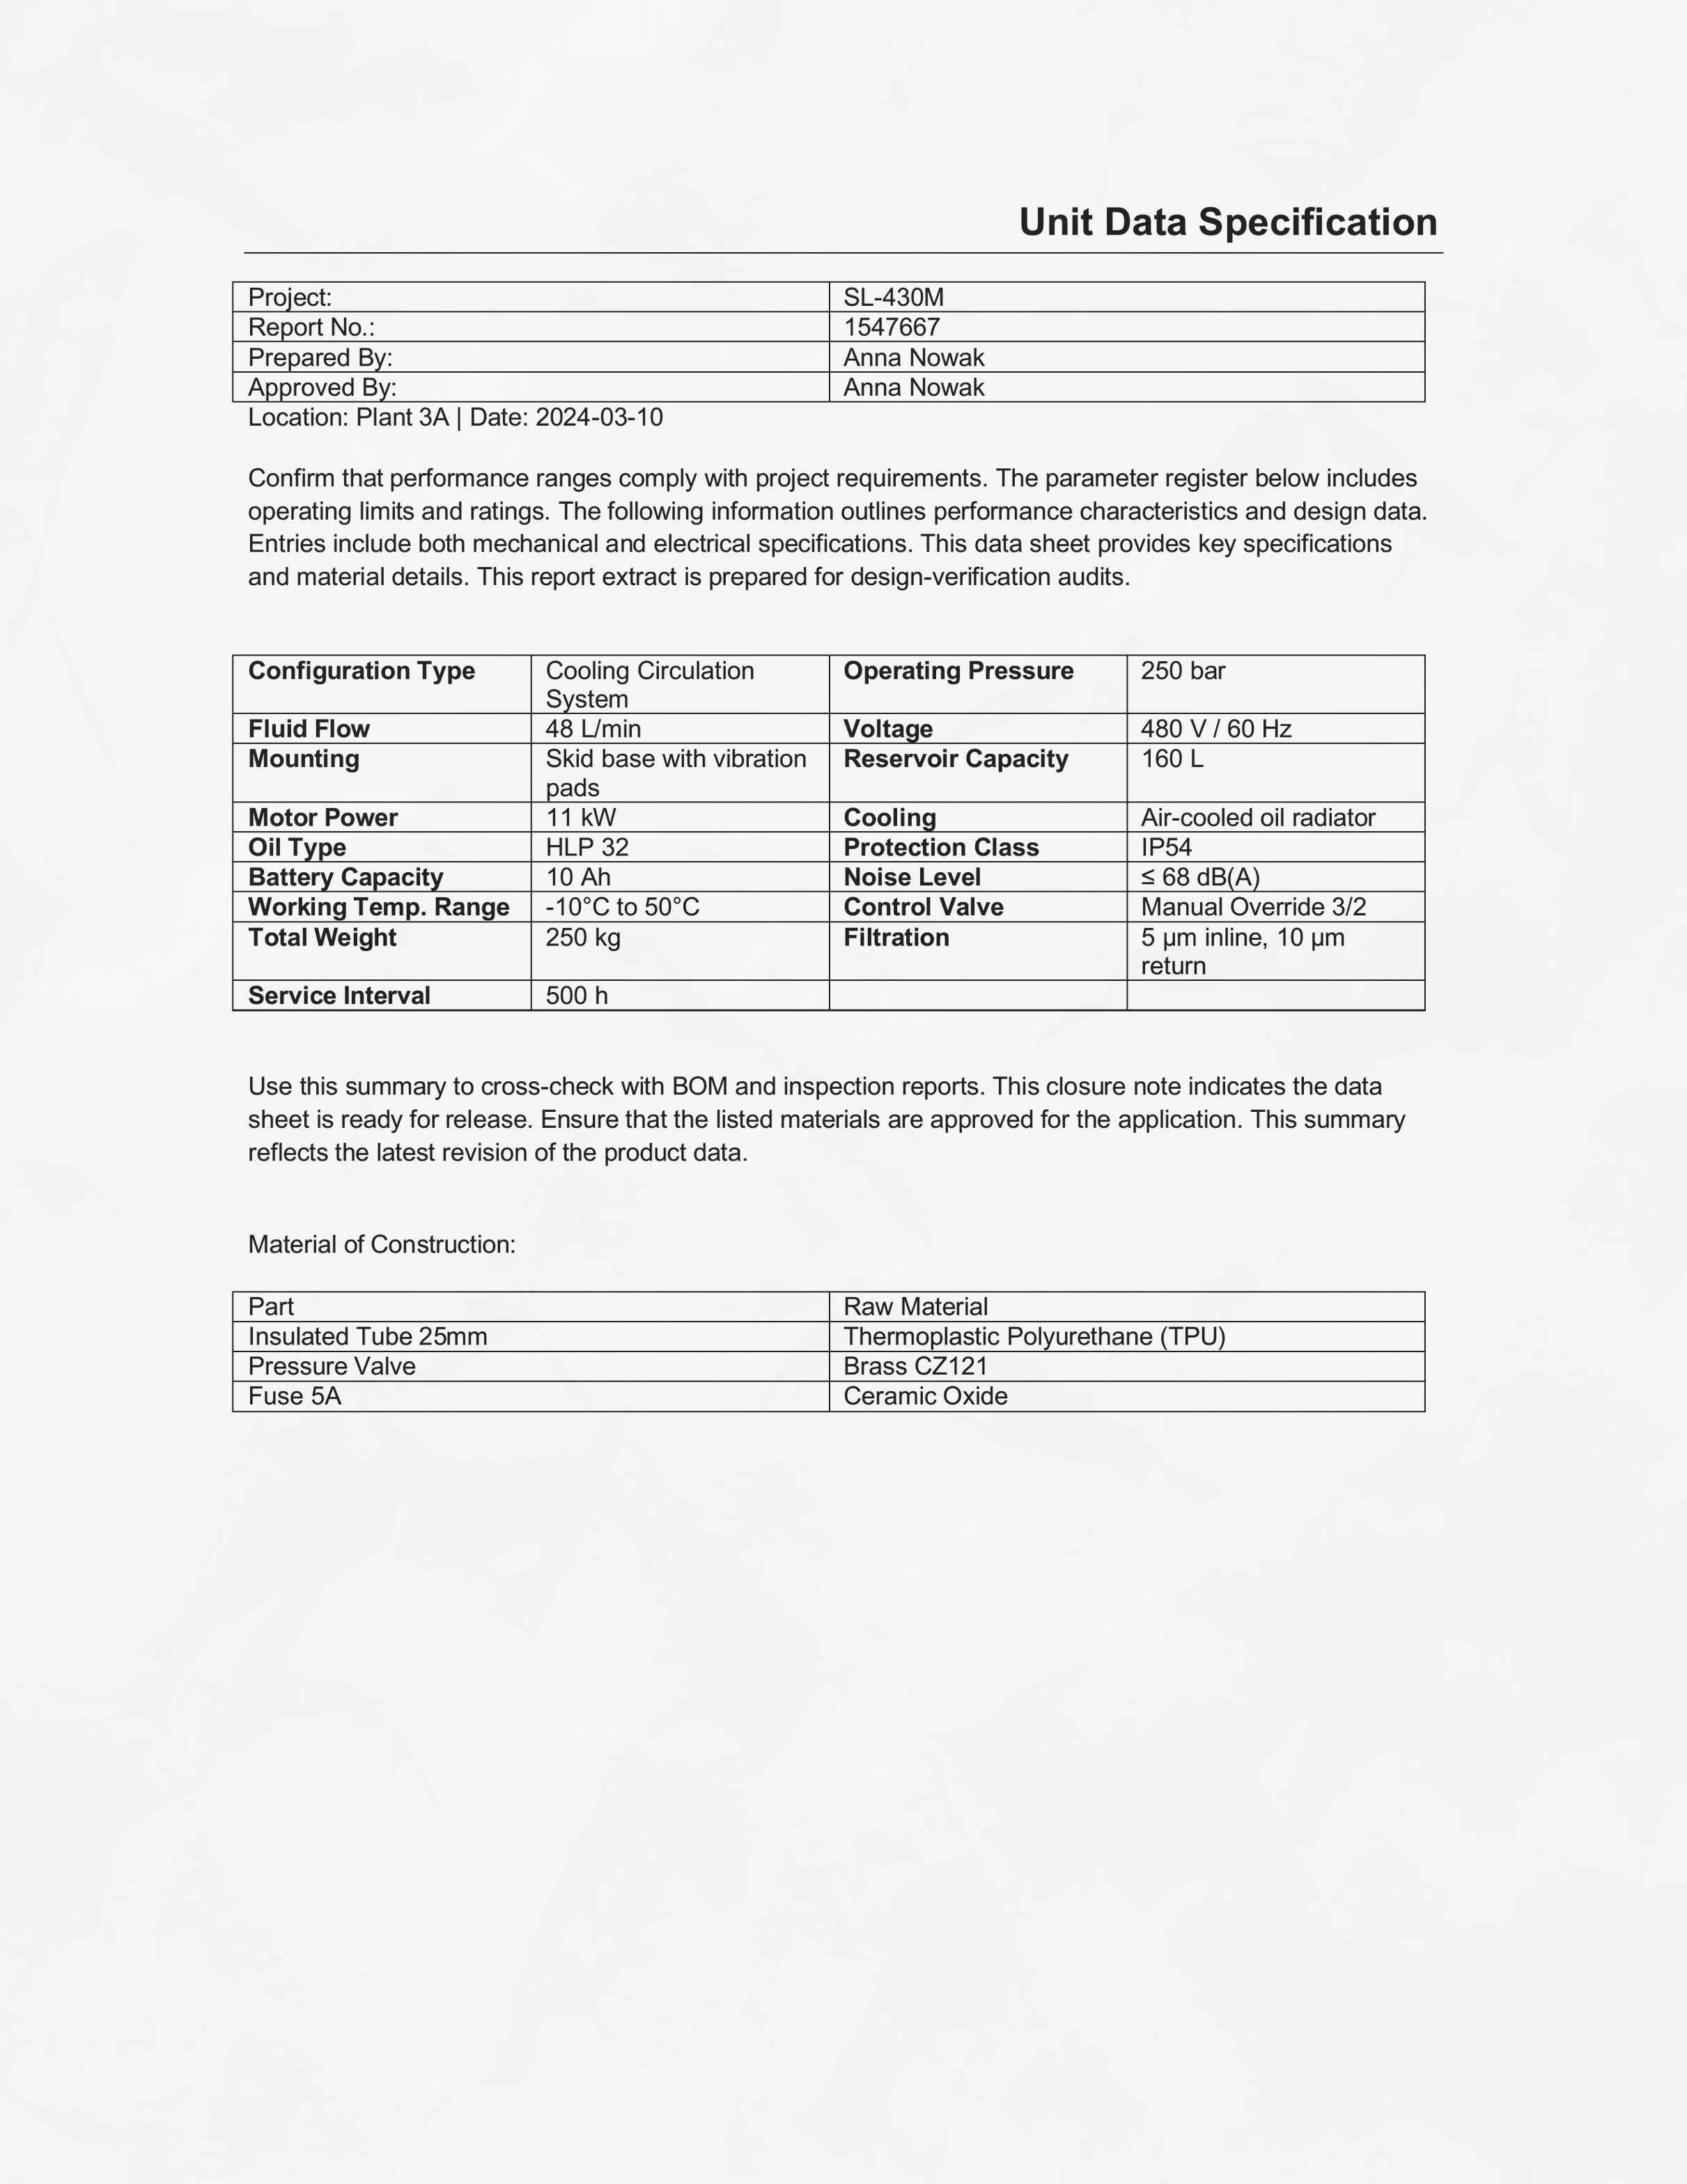 Unit Data Specification
Project: SL-430M
Report No.: 1547667
Prepared By: Anna Nowak
Approved By: Anna Nowak
Location: Plant 3A | Date: 2024-03-10
Confirm that performance ranges comply with project requirements. The parameter register below includes
operating limits and ratings. The following information outlines performance characteristics and design data.
Entries include both mechanical and electrical specifications. This data sheet provides key specifications
and material details. This report extract is prepared for design-verification audits.
Configuration Type Cooling Circulation Operating Pressure 250 bar
System
Fluid Flow 48 L/min Voltage 480 V / 60 Hz
Mounting Skid base with vibration Reservoir Capacity 160 L
pads
Motor Power 11 kW Cooling Air-cooled oil radiator
Oil Type HLP 32 Protection Class IP54
Battery Capacity 10 Ah Noise Level ≤ 68 dB(A)
Working Temp. Range -10°C to 50°C Control Valve Manual Override 3/2
Total Weight 250 kg Filtration 5 µm inline, 10 µm
return
Service Interval 500 h
Use this summary to cross-check with BOM and inspection reports. This closure note indicates the data
sheet is ready for release. Ensure that the listed materials are approved for the application. This summary
reflects the latest revision of the product data.
Material of Construction:
Part Raw Material
Insulated Tube 25mm Thermoplastic Polyurethane (TPU)
Pressure Valve Brass CZ121
Fuse 5A Ceramic Oxide